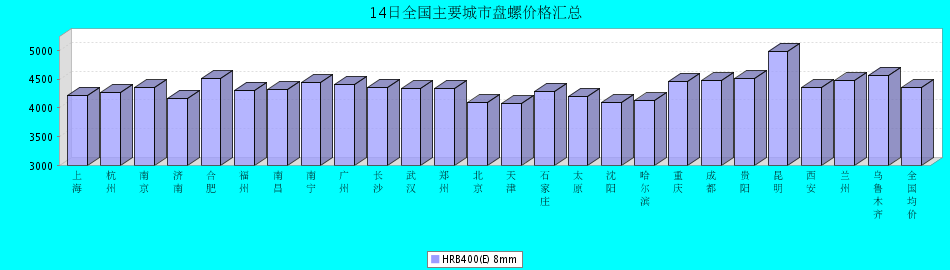 14日全国主要城市盘螺价格汇总
5000
4500
4000
3500
3000
上海
杭州
南京
济南
合肥
福州
南昌
南宁
广州
长沙
武汉
郑州
北京
天津
石家庄
太原
沈阳
哈尔滨
重庆
成都
贵阳
昆明
西安
兰州
乌鲁木齐
全国均价
HRB400(E) 8mm